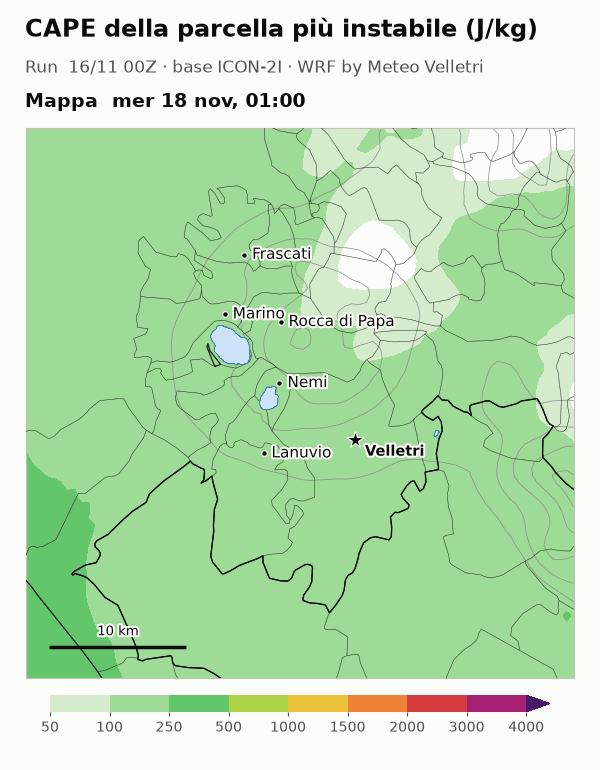 CAPE della parcella più instabile (J/kg)
Run 16/11 00Z · base ICON-2I · WRF by Meteo Velletri
Mappa mer 18 nov, 01:00
Frascati
Marino
Rocca di Papa
Nemi
Velletri
Lanuvio
10 km
50 100 250 500 1000 1500 2000 3000 4000